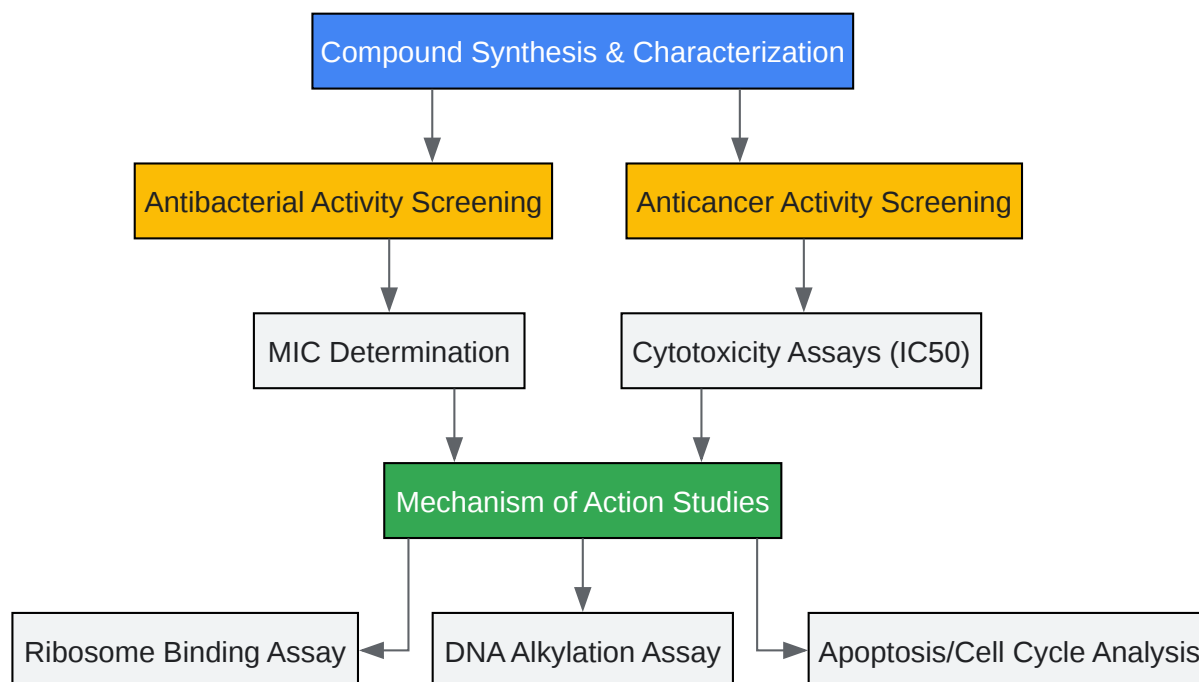 Compound Synthesis & Characterization
Antibacterial Activity Screening
Anticancer Activity Screening
MIC Determination
Cytotoxicity Assays (IC50)
Mechanism of Action Studies
Ribosome Binding Assay
DNA Alkylation Assay
Apoptosis/Cell Cycle Analysis